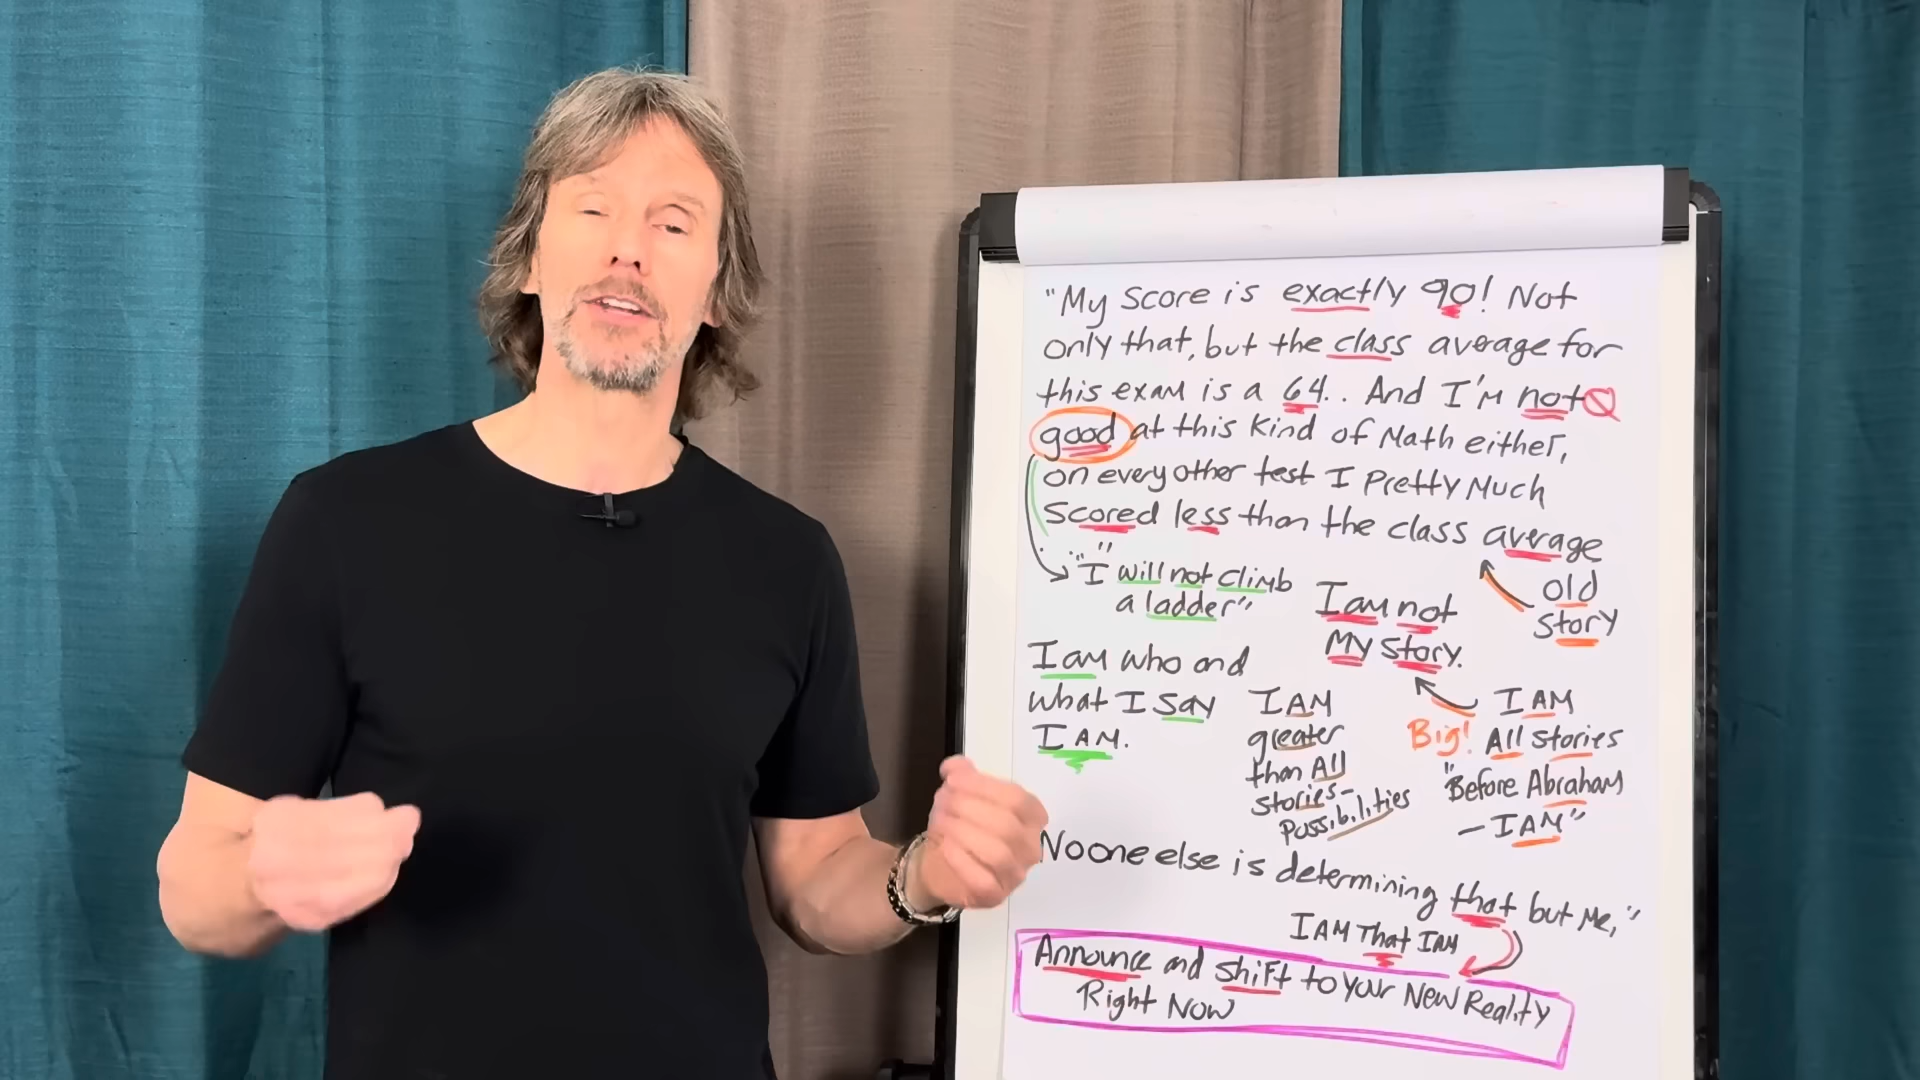 "My score is exactly 90! Not
only that, but the class average for
this exam is a 64.. And I'm not
good at this kind of Math either,
on every other test I pretty Much
scored less than the class average
old
story
"I will not climb
a ladder"
I am not
My story.
I am who and
what I say
I AM.
I AM
greater
than All
stories-
possibilities
I AM
Big! All stories
"Before Abraham
- I AM"
No one else is determining that but Me,"
I AM That I AM
Announce and shift to your New Reality
Right Now